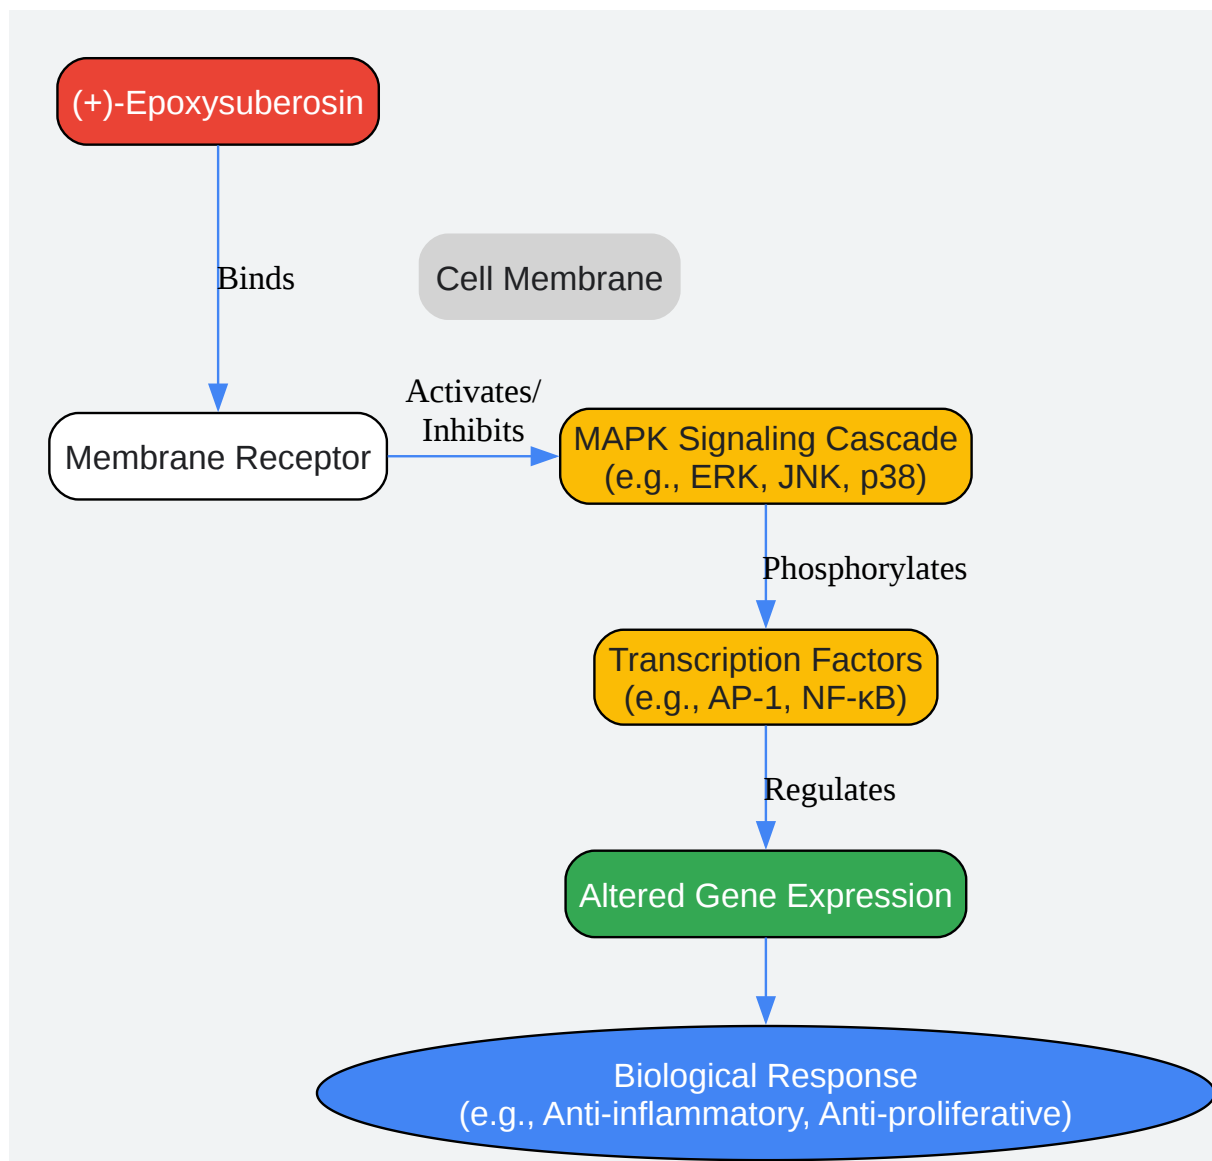 (+)-Epoxysuberosin
Binds
Cell Membrane
Activates/
Inhibits
Membrane Receptor
MAPK Signaling Cascade
(e.g., ERK, JNK, p38)
Phosphorylates
Transcription Factors
(e.g., AP-1, NF-κB)
Regulates
Altered Gene Expression
Biological Response
(e.g., Anti-inflammatory, Anti-proliferative)